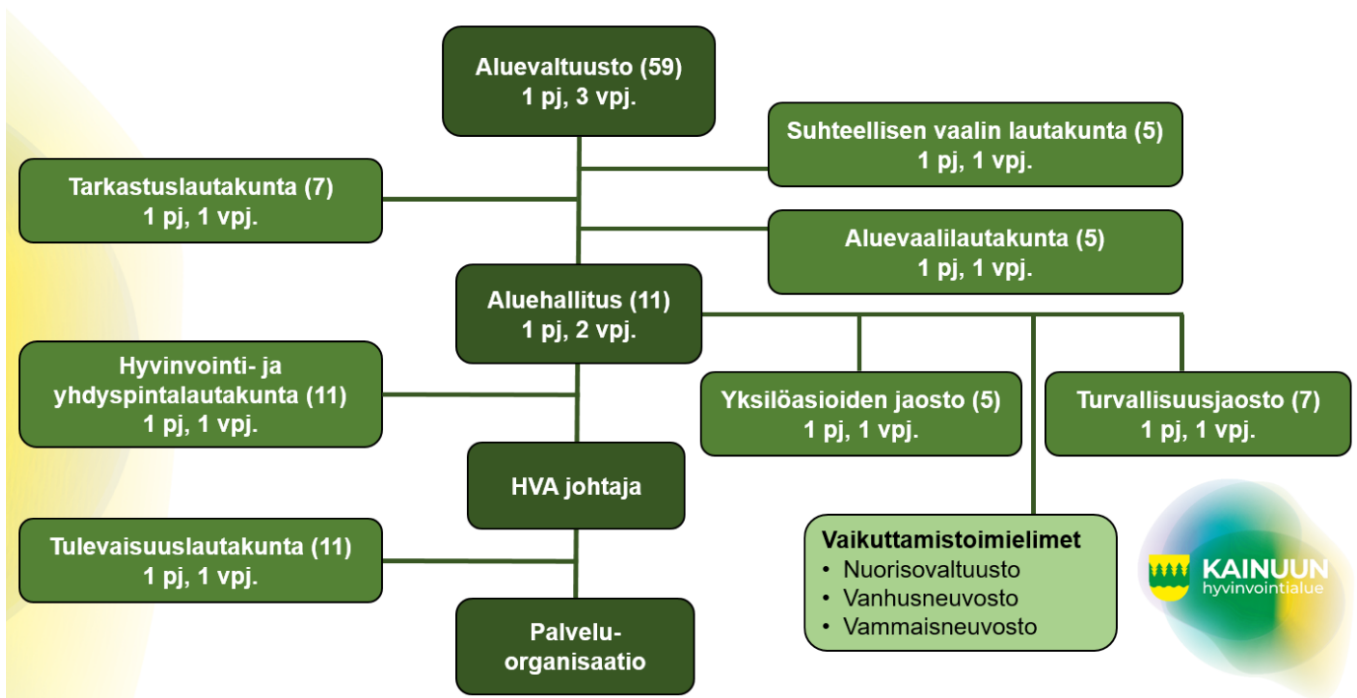 Aluevaltuusto (59)
1 pj, 3 vpj.
Suhteellisen vaalin lautakunta (5)
1 pj, 1 vpj.
Tarkastuslautakunta (7)
1 pj, 1 vpj.
Aluevaalilautakunta (5)
1 pj, 1 vpj.
Aluehallitus (11)
1 pj, 2 vpj.
Hyvinvointi- ja
yhdyspintalautakunta (11)
1 pj, 1 vpj.
Yksilöasioiden jaosto (5)
1 pj, 1 vpj.
Turvallisuusjaosto (7)
1 pj, 1 vpj.
HVA johtaja
Tulevaisuuslautakunta (11)
1 pj, 1 vpj.
Vaikuttamistoimielimet
• Nuorisovaltuusto
• Vanhusneuvosto
• Vammaisneuvosto
KAINUUN
hyvinvointialue
Palvelu-
organisaatio